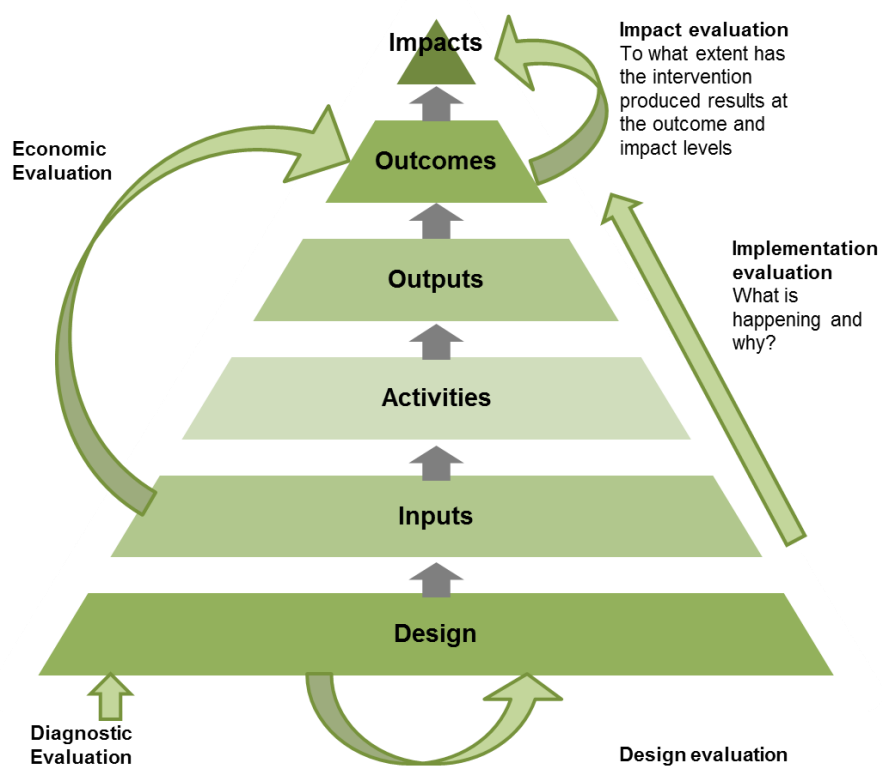 Impacts
Impact evaluation
To what extent has
the intervention
produced results at
the outcome and
impact levels
Economic
Evaluation
Outcomes
Implementation
evaluation
What is
happening and
why?
Outputs
Activities
Inputs
Design
Diagnostic
Evaluation
Design evaluation